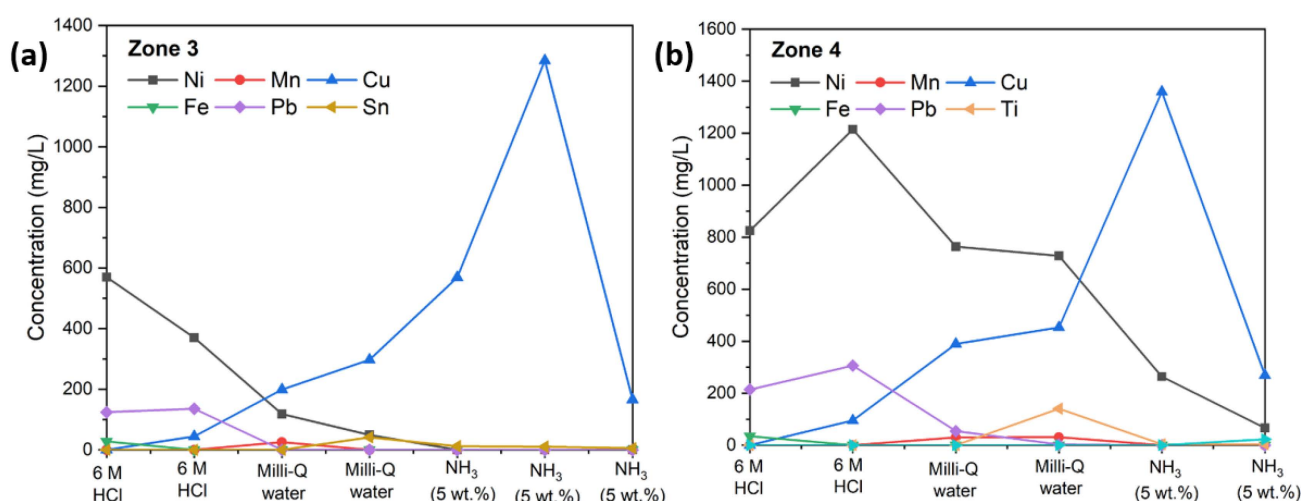 (a)
Zone 3
Ni Mn Cu
Fe Pb Sn
Concentration (mg/L)
1400
1200
1000
800
600
400
200
0
6 M HCl
6 M HCl
Milli-Q water
Milli-Q water
NH₃ (5 wt.%)
NH₃ (5 wt.%)
NH₃ (5 wt.%)
(b)
Zone 4
Ni Mn Cu
Fe Pb Ti
Concentration (mg/L)
1600
1400
1200
1000
800
600
400
200
0
6 M HCl
6 M HCl
Milli-Q water
Milli-Q water
NH₃ (5 wt.%)
NH₃ (5 wt.%)